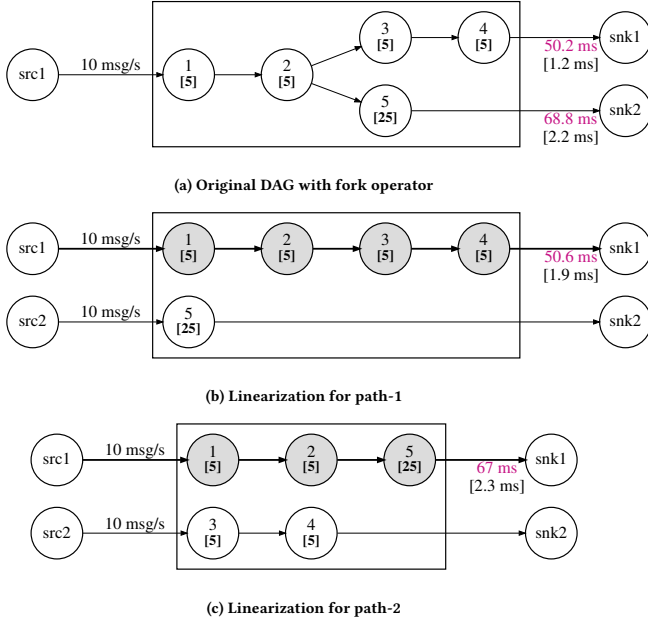 src1
10 msg/s
1
[5]
2
[5]
3
[5]
4
[5]
5
[25]
50.2 ms
[1.2 ms]
snk1
68.8 ms
[2.2 ms]
snk2
(a) Original DAG with fork operator
src1
10 msg/s
1
[5]
2
[5]
3
[5]
4
[5]
50.6 ms
[1.9 ms]
snk1
src2
10 msg/s
5
[25]
snk2
(b) Linearization for path-1
src1
10 msg/s
1
[5]
2
[5]
5
[25]
67 ms
[2.3 ms]
snk1
src2
10 msg/s
3
[5]
4
[5]
snk2
(c) Linearization for path-2